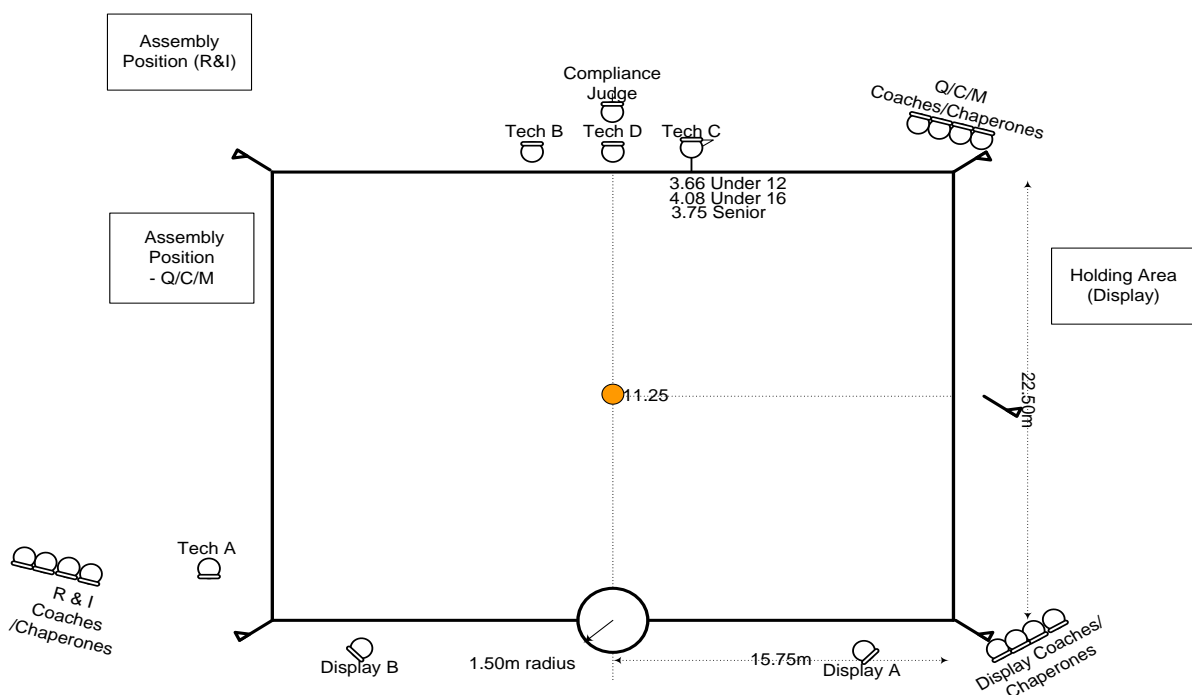 Assembly
Position (R&I)
Compliance
Judge
Q/C/M
Coaches/Chaperones
Tech B
Tech D
Tech C
3.66 Under 12
4.08 Under 16
3.75 Senior
Assembly
Position
- Q/C/M
Holding Area
(Display)
11.25
22.50m
Tech A
R & I
Coaches
/Chaperones
Display B
1.50m radius
15.75m
Display A
Display Coaches/
Chaperones